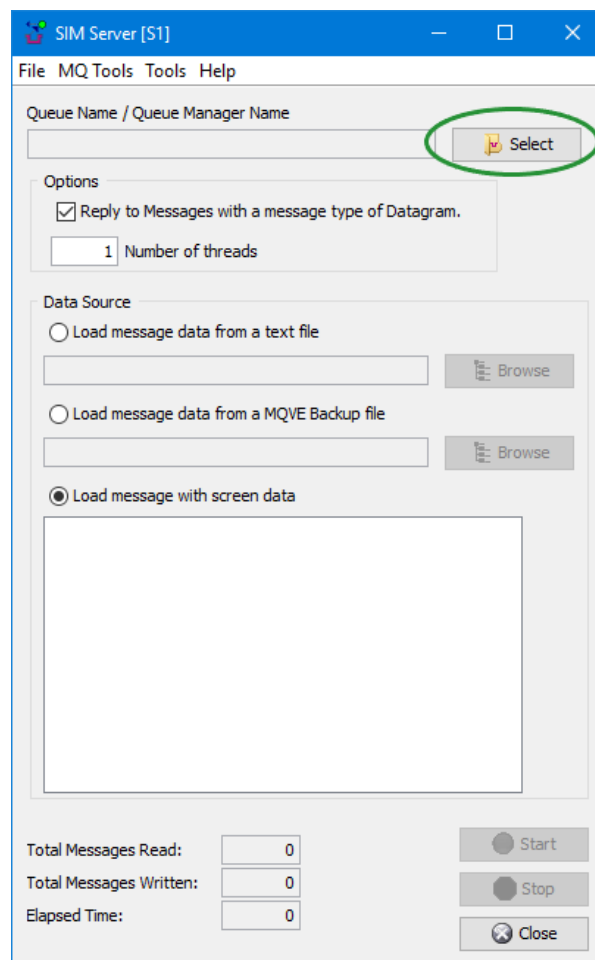 SIM Server [S1]
File MQ Tools Tools Help
Queue Name / Queue Manager Name
Select
Options
Reply to Messages with a message type of Datagram.
1 Number of threads
Data Source
Load message data from a text file
Browse
Load message data from a MQVE Backup file
Browse
Load message with screen data
Total Messages Read: 0
Start
Total Messages Written: 0
Stop
Elapsed Time: 0
Close